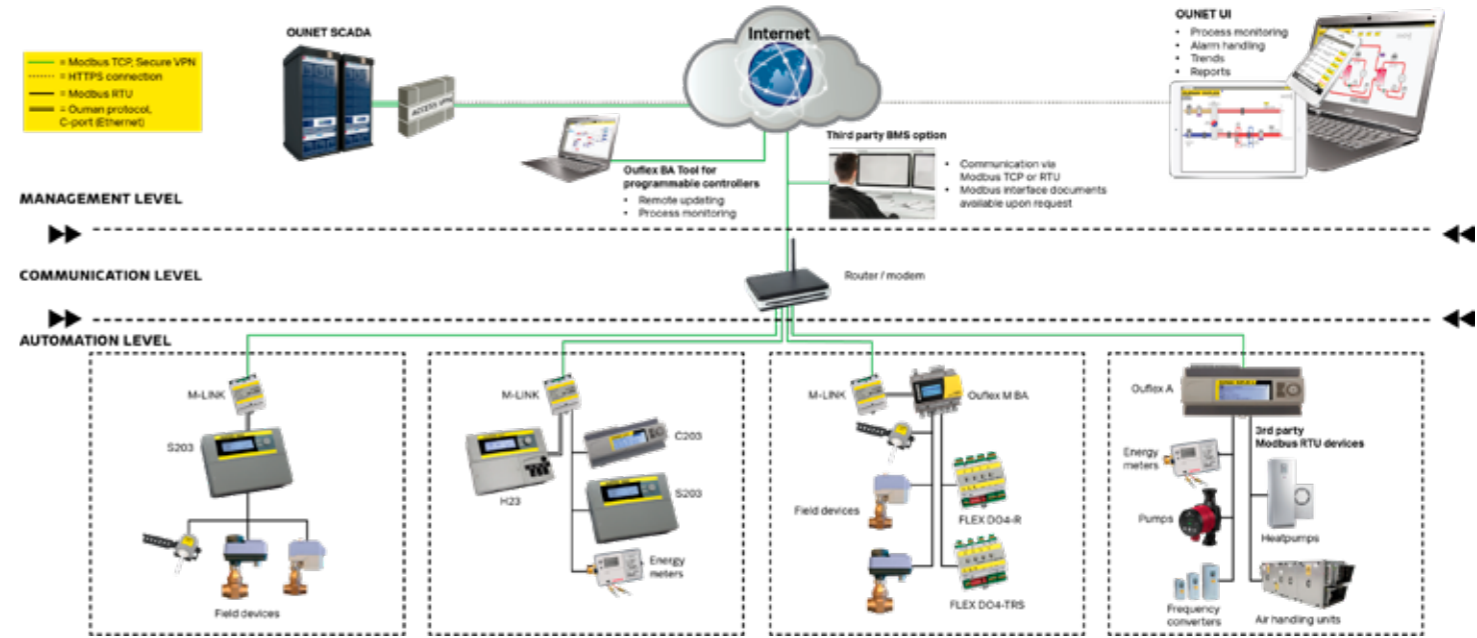 OUNET SCADA
Internet
OUNET UI
• Process monitoring
• Alarm handling
• Trends
• Reports
= Modbus TCP, Secure VPN
= HTTPS connection
= Modbus RTU
= Ouman protocol,
C-port (Ethernet)
ACCESS VPN
Ouflex BA Tool for
programmable controllers
• Remote updating
• Process monitoring
Third party BMS option
• Communication via
Modbus TCP or RTU
• Modbus interface documents
available upon request
MANAGEMENT LEVEL
COMMUNICATION LEVEL
Router / modem
AUTOMATION LEVEL
M-LINK
S203
Field devices
M-LINK
C203
H23
S203
Energy
meters
M-LINK
Ouflex M BA
Field devices
FLEX DO4-R
FLEX DO4-TRS
Ouflex A
3rd party
Modbus RTU devices
Energy
meters
Pumps
Heatpumps
Frequency
converters
Air handling units